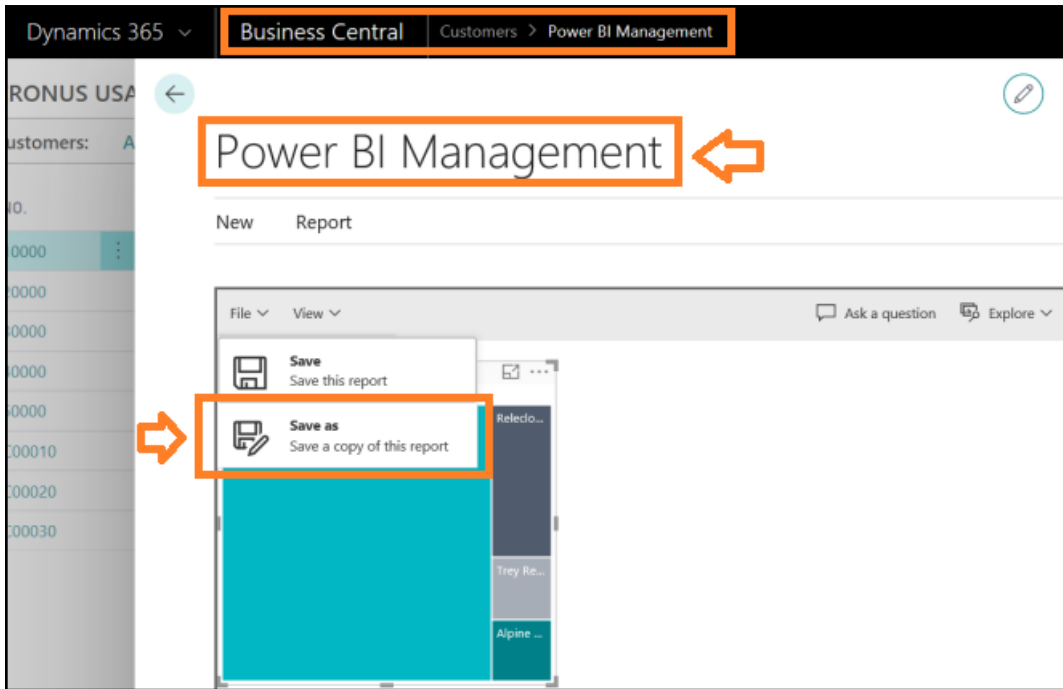 Dynamics 365 Business Central Customers > Power BI Management
RONUS USA
ustomers: A
Power BI Management
NO.
New Report
0000
0000
0000
0000
0000
C00010
C00020
C00030
File View Ask a question Explore
Save
Save this report
Save as
Save a copy of this report
Releclo...
Trey Re...
Alpine ...